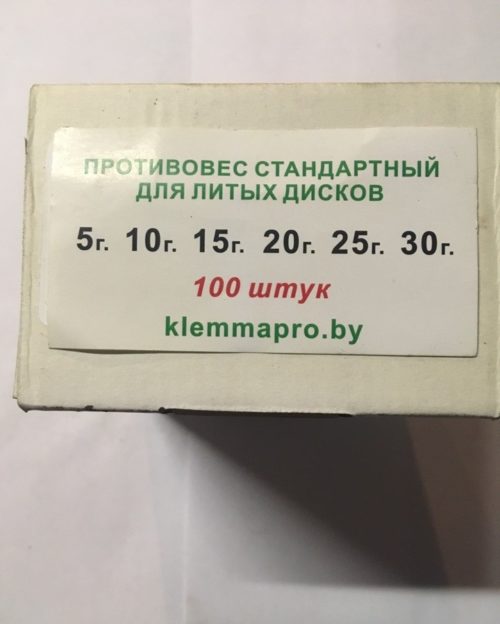 ПРОТИВОВЕС СТАНДАРТНЫЙ
ДЛЯ ЛИТЫХ ДИСКОВ
5г. 10г. 15г. 20г. 25г. 30г.
100 штук
klemmapro.by